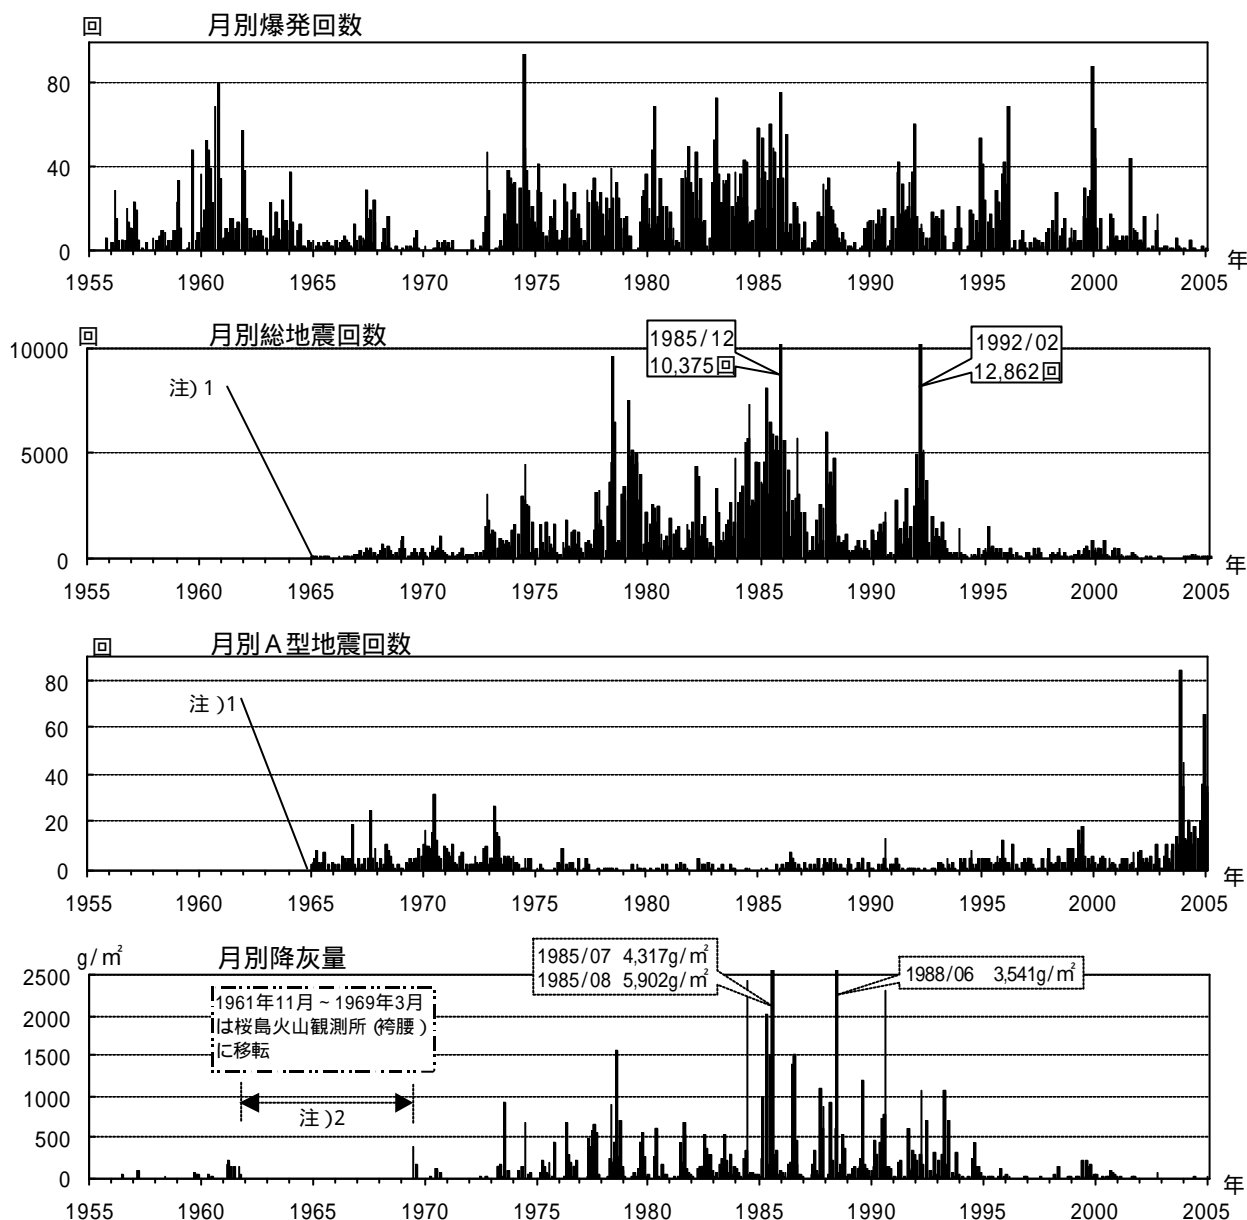 回 月別爆発回数
80
40
0
1955 1960 1965 1970 1975 1980 1985 1990 1995 2000 2005 年
回 月別総地震回数
10000
5000
0
注) 1
1985/12
10,375回
1992/02
12,862回
1955 1960 1965 1970 1975 1980 1985 1990 1995 2000 2005 年
回 月別A型地震回数
80
60
40
20
0
注)1
1955 1960 1965 1970 1975 1980 1985 1990 1995 2000 2005 年
g/㎡ 月別降灰量
2500
2000
1500
1000
500
0
1961年11月~1969年3月
は桜島火山観測所(袴腰)
に移転
注)2
1985/07 4,317g/㎡
1985/08 5,902g/㎡
1988/06 3,541g/㎡
1955 1960 1965 1970 1975 1980 1985 1990 1995 2000 2005 年